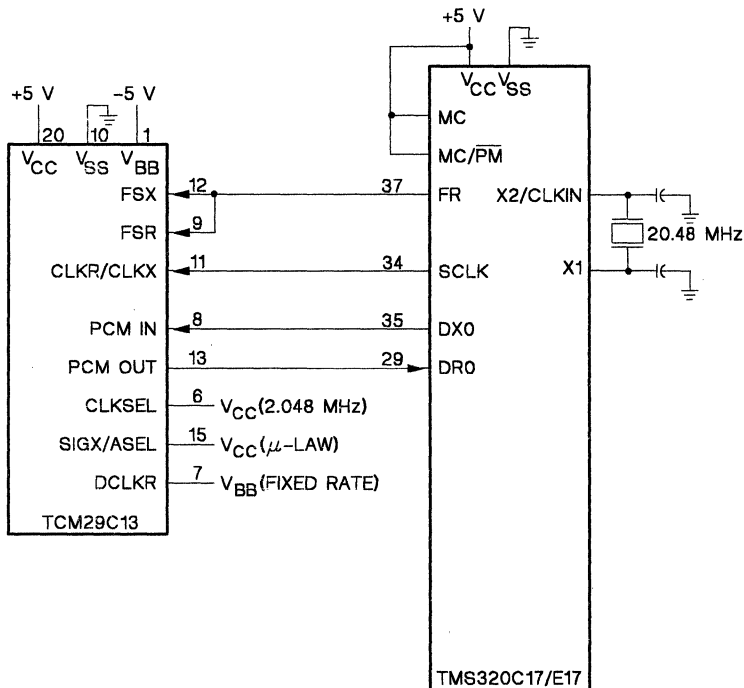 +5 V
+5 V
-5 V
20
10
1
VCC
VSS
VBB
VCC
VSS
MC
MC/PM
FSX
12
37
FR
X2/CLKIN
FSR
9
20.48 MHz
CLKR/CLKX
11
34
SCLK
X1
PCM IN
8
35
DX0
PCM OUT
13
29
DR0
CLKSEL
6
VCC(2.048 MHz)
SIGX/ASEL
15
VCC(μ-LAW)
DCLKR
7
VBB(FIXED RATE)
TCM29C13
TMS320C17/E17